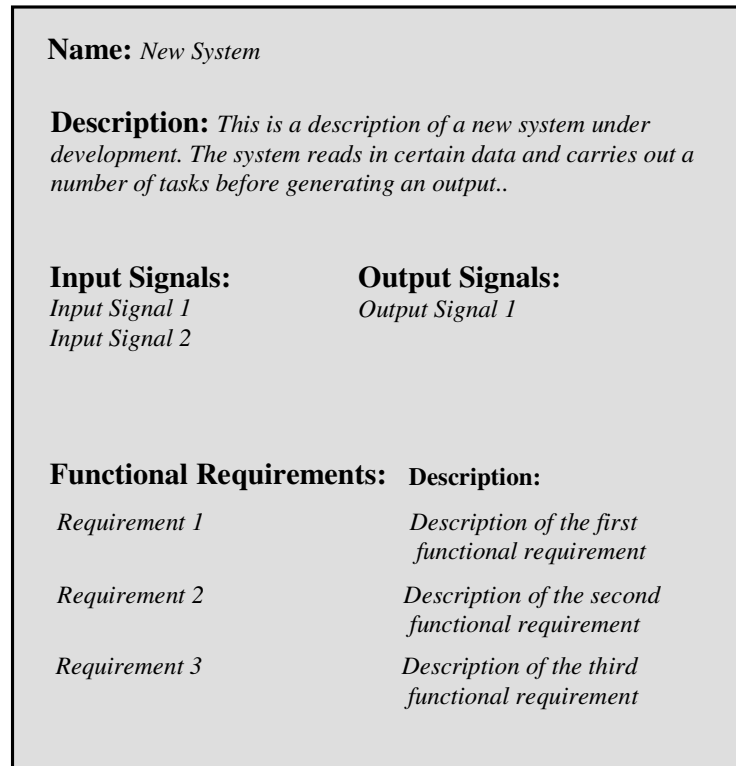 Name: New System
Description: This is a description of a new system under
development. The system reads in certain data and carries out a
number of tasks before generating an output..
Input Signals: Output Signals:
Input Signal 1 Output Signal 1
Input Signal 2
Functional Requirements: Description:
Requirement 1 Description of the first
functional requirement
Requirement 2 Description of the second
functional requirement
Requirement 3 Description of the third
functional requirement